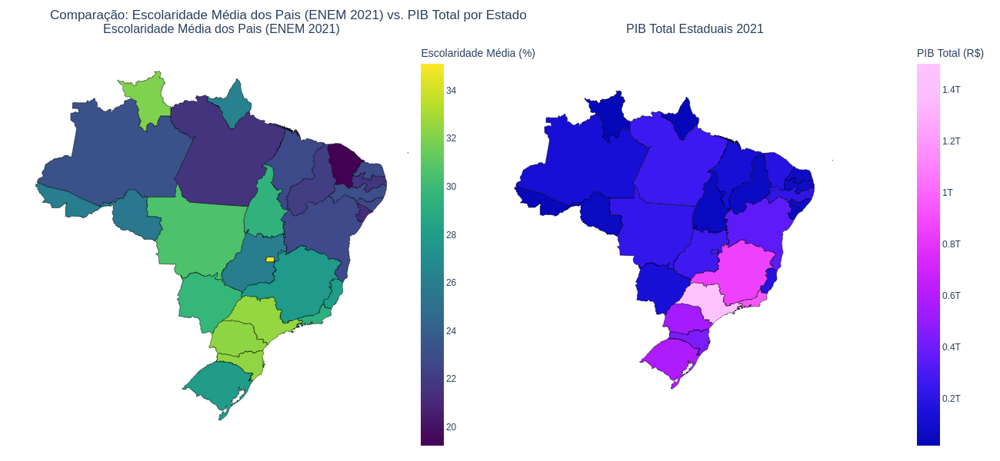 Comparação: Escolaridade Média dos Pais (ENEM 2021) vs. PIB Total por Estado
Escolaridade Média dos Pais (ENEM 2021)
PIB Total Estaduais 2021
Escolaridade Média (%)
34
32
30
28
26
24
22
20
PIB Total (R$)
1.4T
1.2T
1T
0.8T
0.6T
0.4T
0.2T